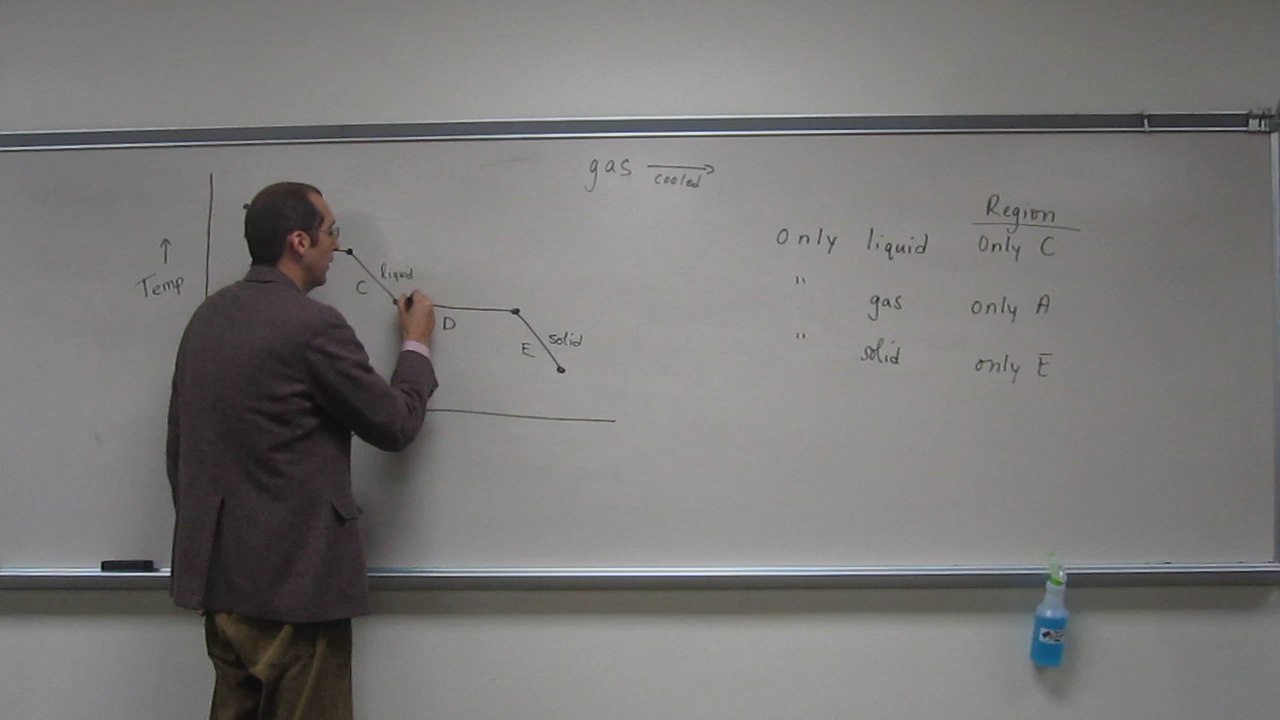 gas → cooled
Region
Only liquid Only C
" gas only A
" solid only E
↑
Temp
liquid
C
D
E solid